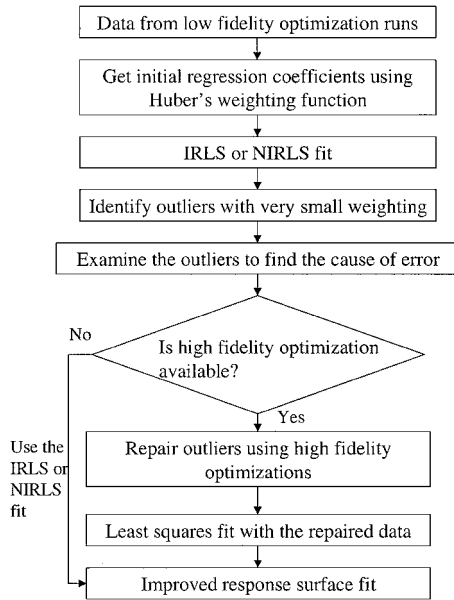 Data from low fidelity optimization runs
Get initial regression coefficients using
Huber's weighting function
IRLS or NIRLS fit
Identify outliers with very small weighting
Examine the outliers to find the cause of error
No
Is high fidelity optimization
available?
Yes
Use the
IRLS or
NIRLS
fit
Repair outliers using high fidelity
optimizations
Least squares fit with the repaired data
Improved response surface fit